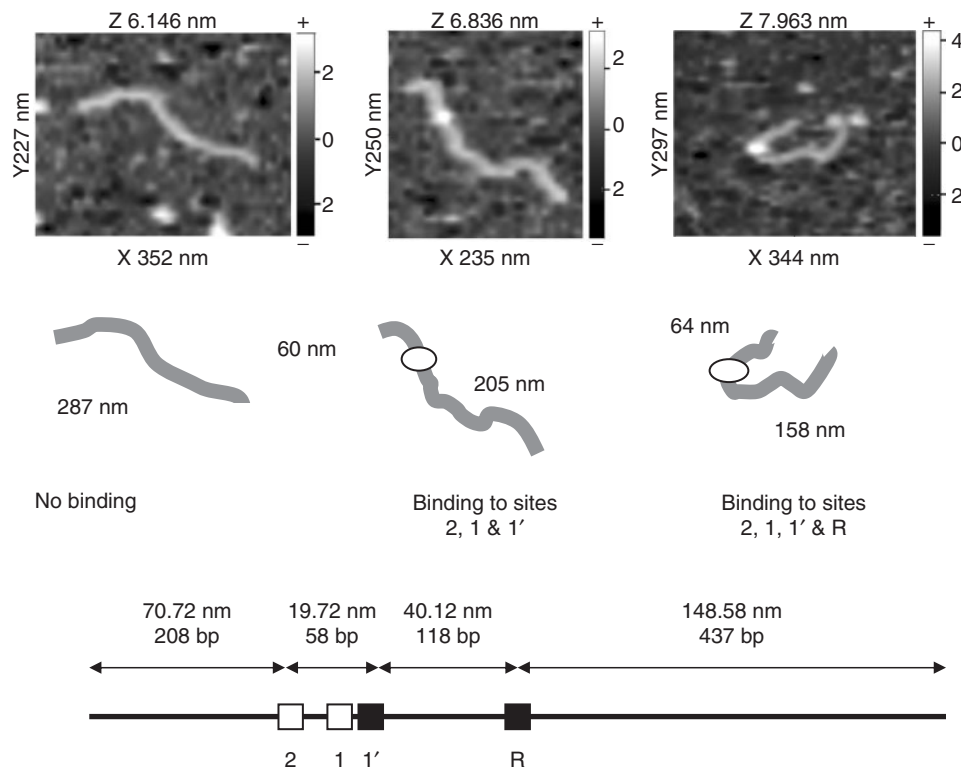 Z 6.146 nm
Y227 nm
X 352 nm
+
2
0
2
−
Z 6.836 nm
Y250 nm
X 235 nm
+
2
0
2
−
Z 7.963 nm
Y297 nm
X 344 nm
+
4
2
0
2
−
287 nm
60 nm
205 nm
64 nm
158 nm
No binding
Binding to sites
2, 1 & 1′
Binding to sites
2, 1, 1′ & R
70.72 nm
208 bp
19.72 nm
58 bp
40.12 nm
118 bp
148.58 nm
437 bp
2
1
1′
R